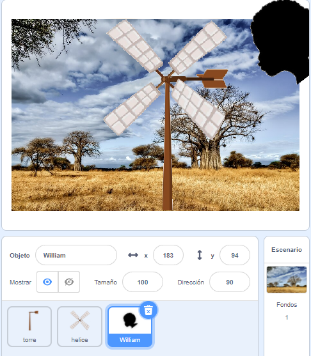 Objeto William x 183 y 94
Mostrar Tamaño 100 Dirección 90
Escenario
Fondos
1
torre helice William